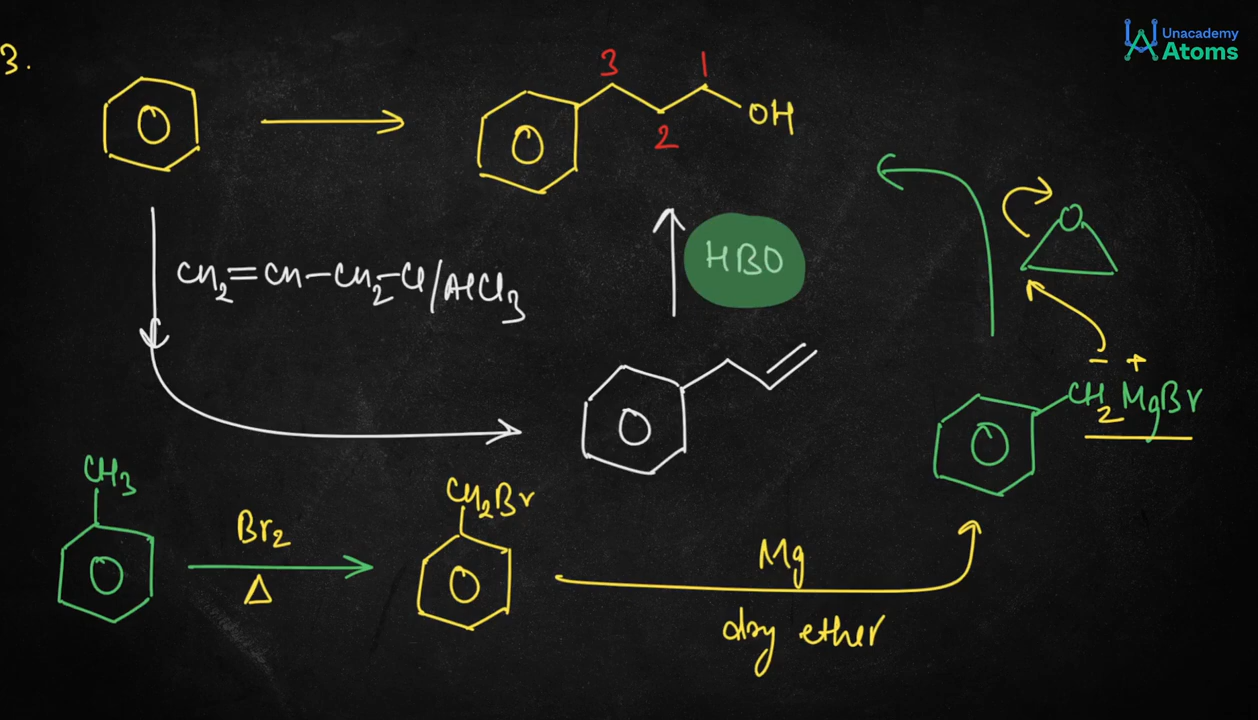 Unacademy
Atoms
3.
3
1
2
OH
O
O
CH2=CH-CH2-Cl/AlCl3
HBO
O
- +
CH2MgBr
O
O
CH3
Br2
Δ
O
CH2Br
O
Mg
dry ether